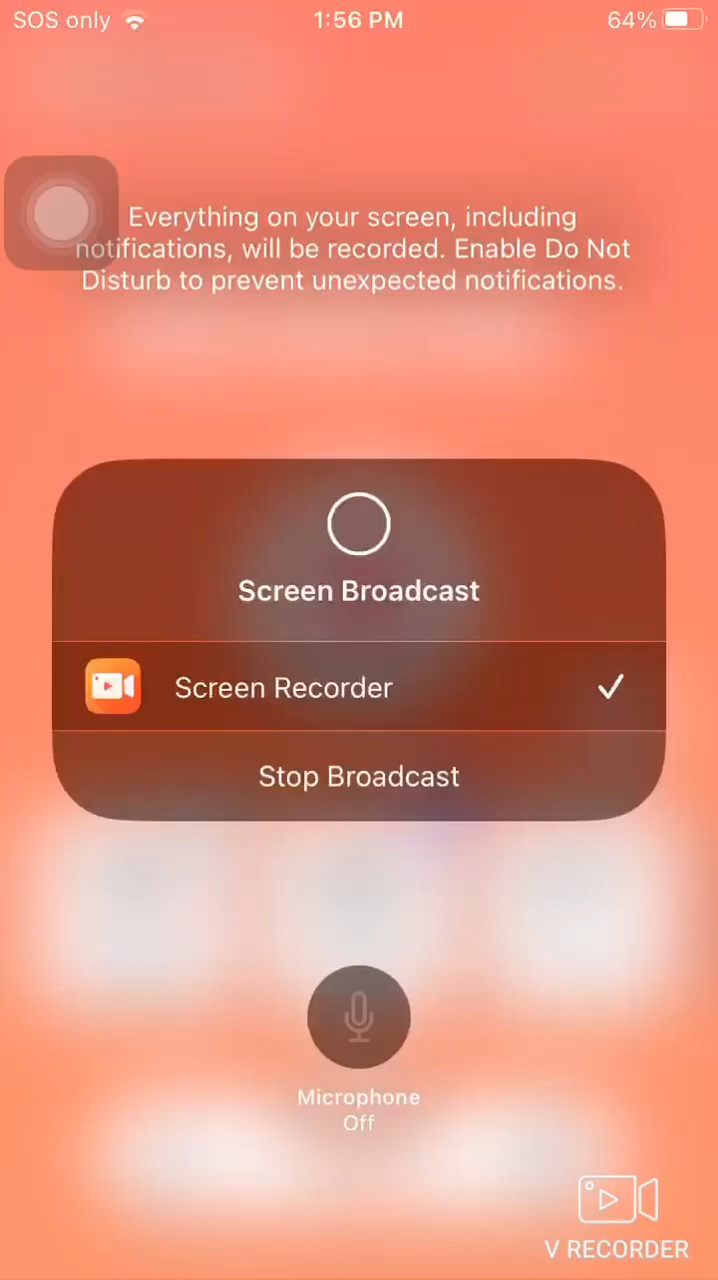 SOS only
1:56 PM
64%
Everything on your screen, including
notifications, will be recorded. Enable Do Not
Disturb to prevent unexpected notifications.
Screen Broadcast
Screen Recorder
Stop Broadcast
Microphone
Off
V RECORDER